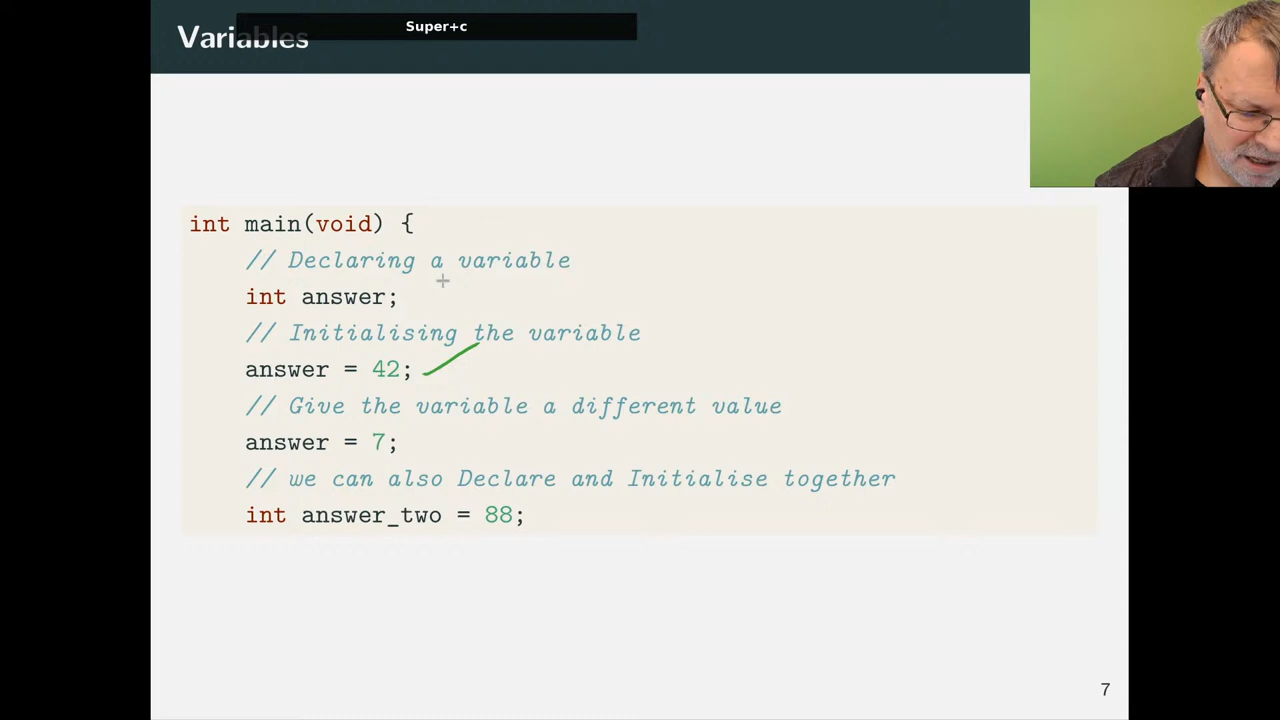 Super+c
Variables
int main(void) {
// Declaring a variable
int answer;
// Initialising the variable
answer = 42;
// Give the variable a different value
answer = 7;
// we can also Declare and Initialise together
int answer_two = 88;
7